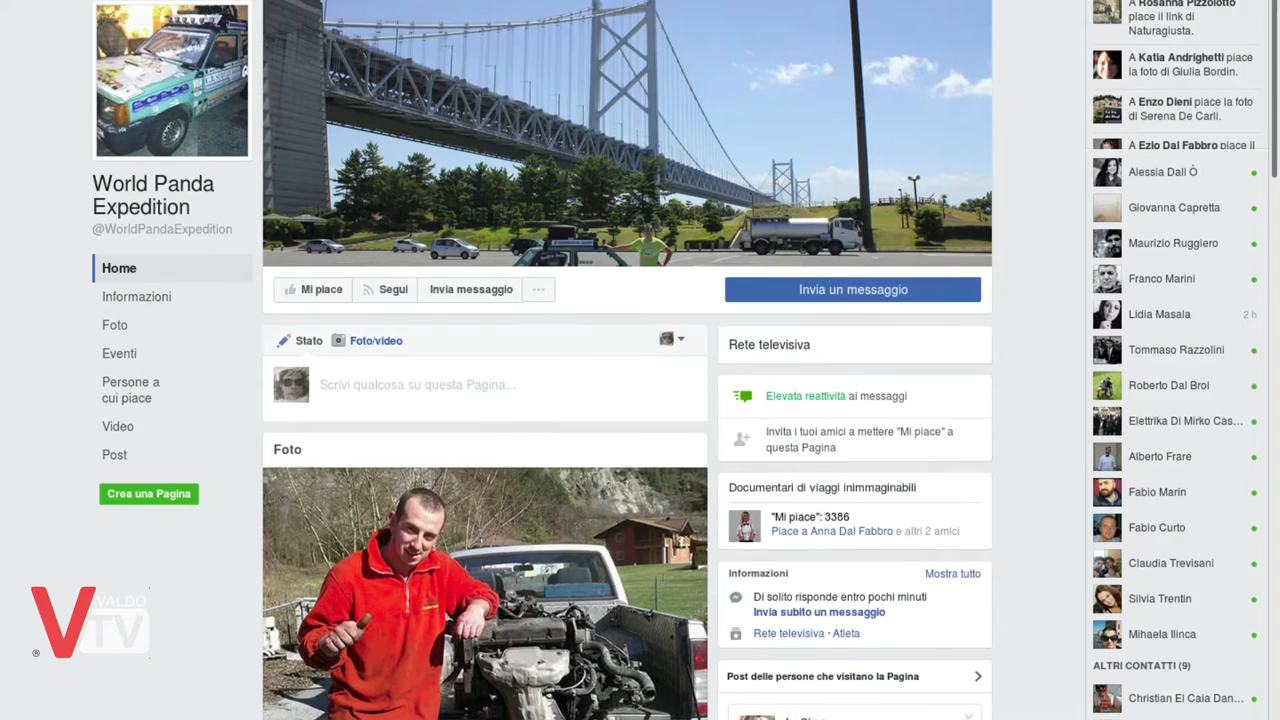 World Panda
Expedition
@WorldPandaExpedition
Home
Informazioni
Foto
Eventi
Persone a
cui piace
Video
Post
Crea una Pagina
Mi piace
Segui
Invia messaggio
Invia un messaggio
Stato
Foto/video
Scrivi qualcosa su questa Pagina...
Foto
Rete televisiva
Elevata reattività ai messaggi
Invita i tuoi amici a mettere "Mi piace" a
questa Pagina
Documentari di viaggi inimmaginabili
"Mi piace": 3386
Piace a Anna Dal Fabbro e altri 2 amici
Informazioni
Mostra tutto
Di solito risponde entro pochi minuti
Invia subito un messaggio
Rete televisiva · Atleta
Post delle persone che visitano la Pagina
A Rosanna Pizzolotto
piace il link di
Naturagiusta.
A Katia Andrighetti piace
la foto di Giulia Bordin.
A Enzo Dieni piace la foto
di Serena De Carli.
A Ezio Dal Fabbro piace il
Alessia Dall Ò
Giovanna Capretta
Maurizio Ruggiero
Franco Marini
Lidia Masala
2 h
Tommaso Razzolini
Roberto Dal Broi
Elettrika Di Mirko Cas...
Alberto Frare
Fabio Marin
Fabio Curto
Claudia Trevisani
Silvia Trentin
Mihaela Ilinca
ALTRI CONTATTI (9)
Christian El Caia Dan...
VALDO
TV
®